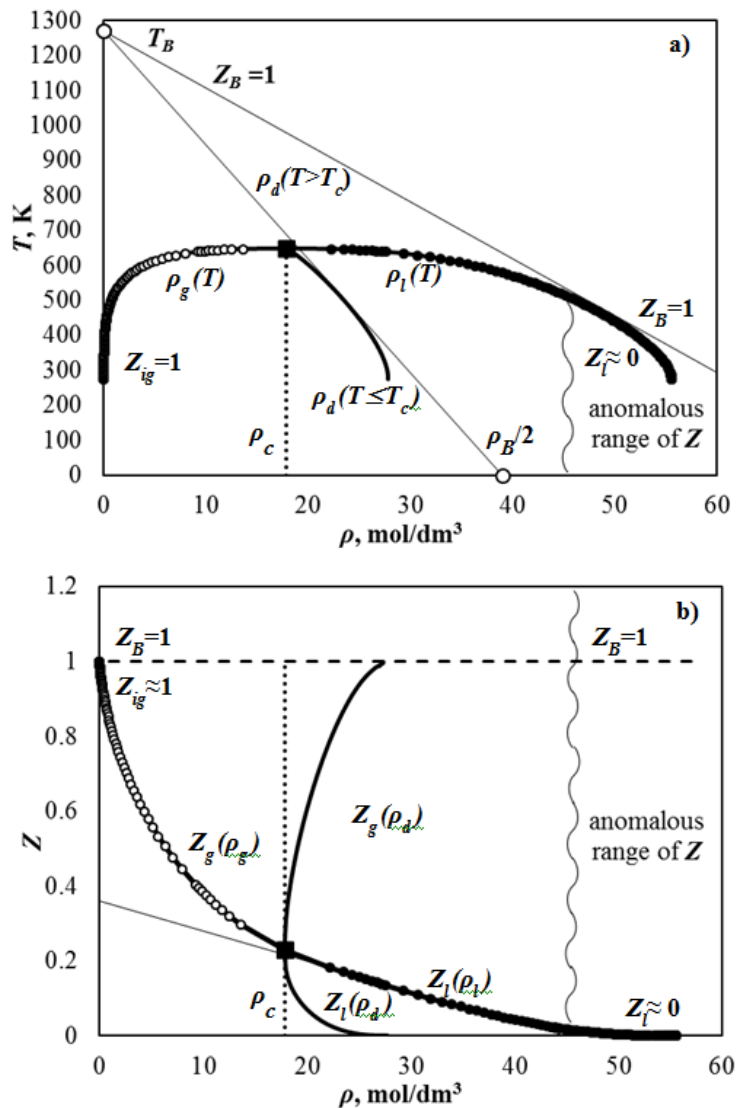 a)
1300
1200
1100
1000
900
800
700
600
500
400
300
200
100
0
T, K
T_B
Z_B =1
ρ_d(T>T_c)
ρ_g(T)
ρ_l(T)
Z_B=1
Z_ig=1
Z_l≈ 0
ρ_d(T≤T_c)
anomalous
range of Z
ρ_c
ρ_B/2
0 10 20 30 40 50 60
ρ, mol/dm³
b)
1.2
1
0.8
0.6
0.4
0.2
0
Z
Z_B=1
Z_B=1
Z_ig≈1
Z_g(ρ_g)
Z_g(ρ_d)
anomalous
range of Z
Z_l(ρ_l)
ρ_c
Z_l(ρ_d)
Z_l≈ 0
0 10 20 30 40 50 60
ρ, mol/dm³